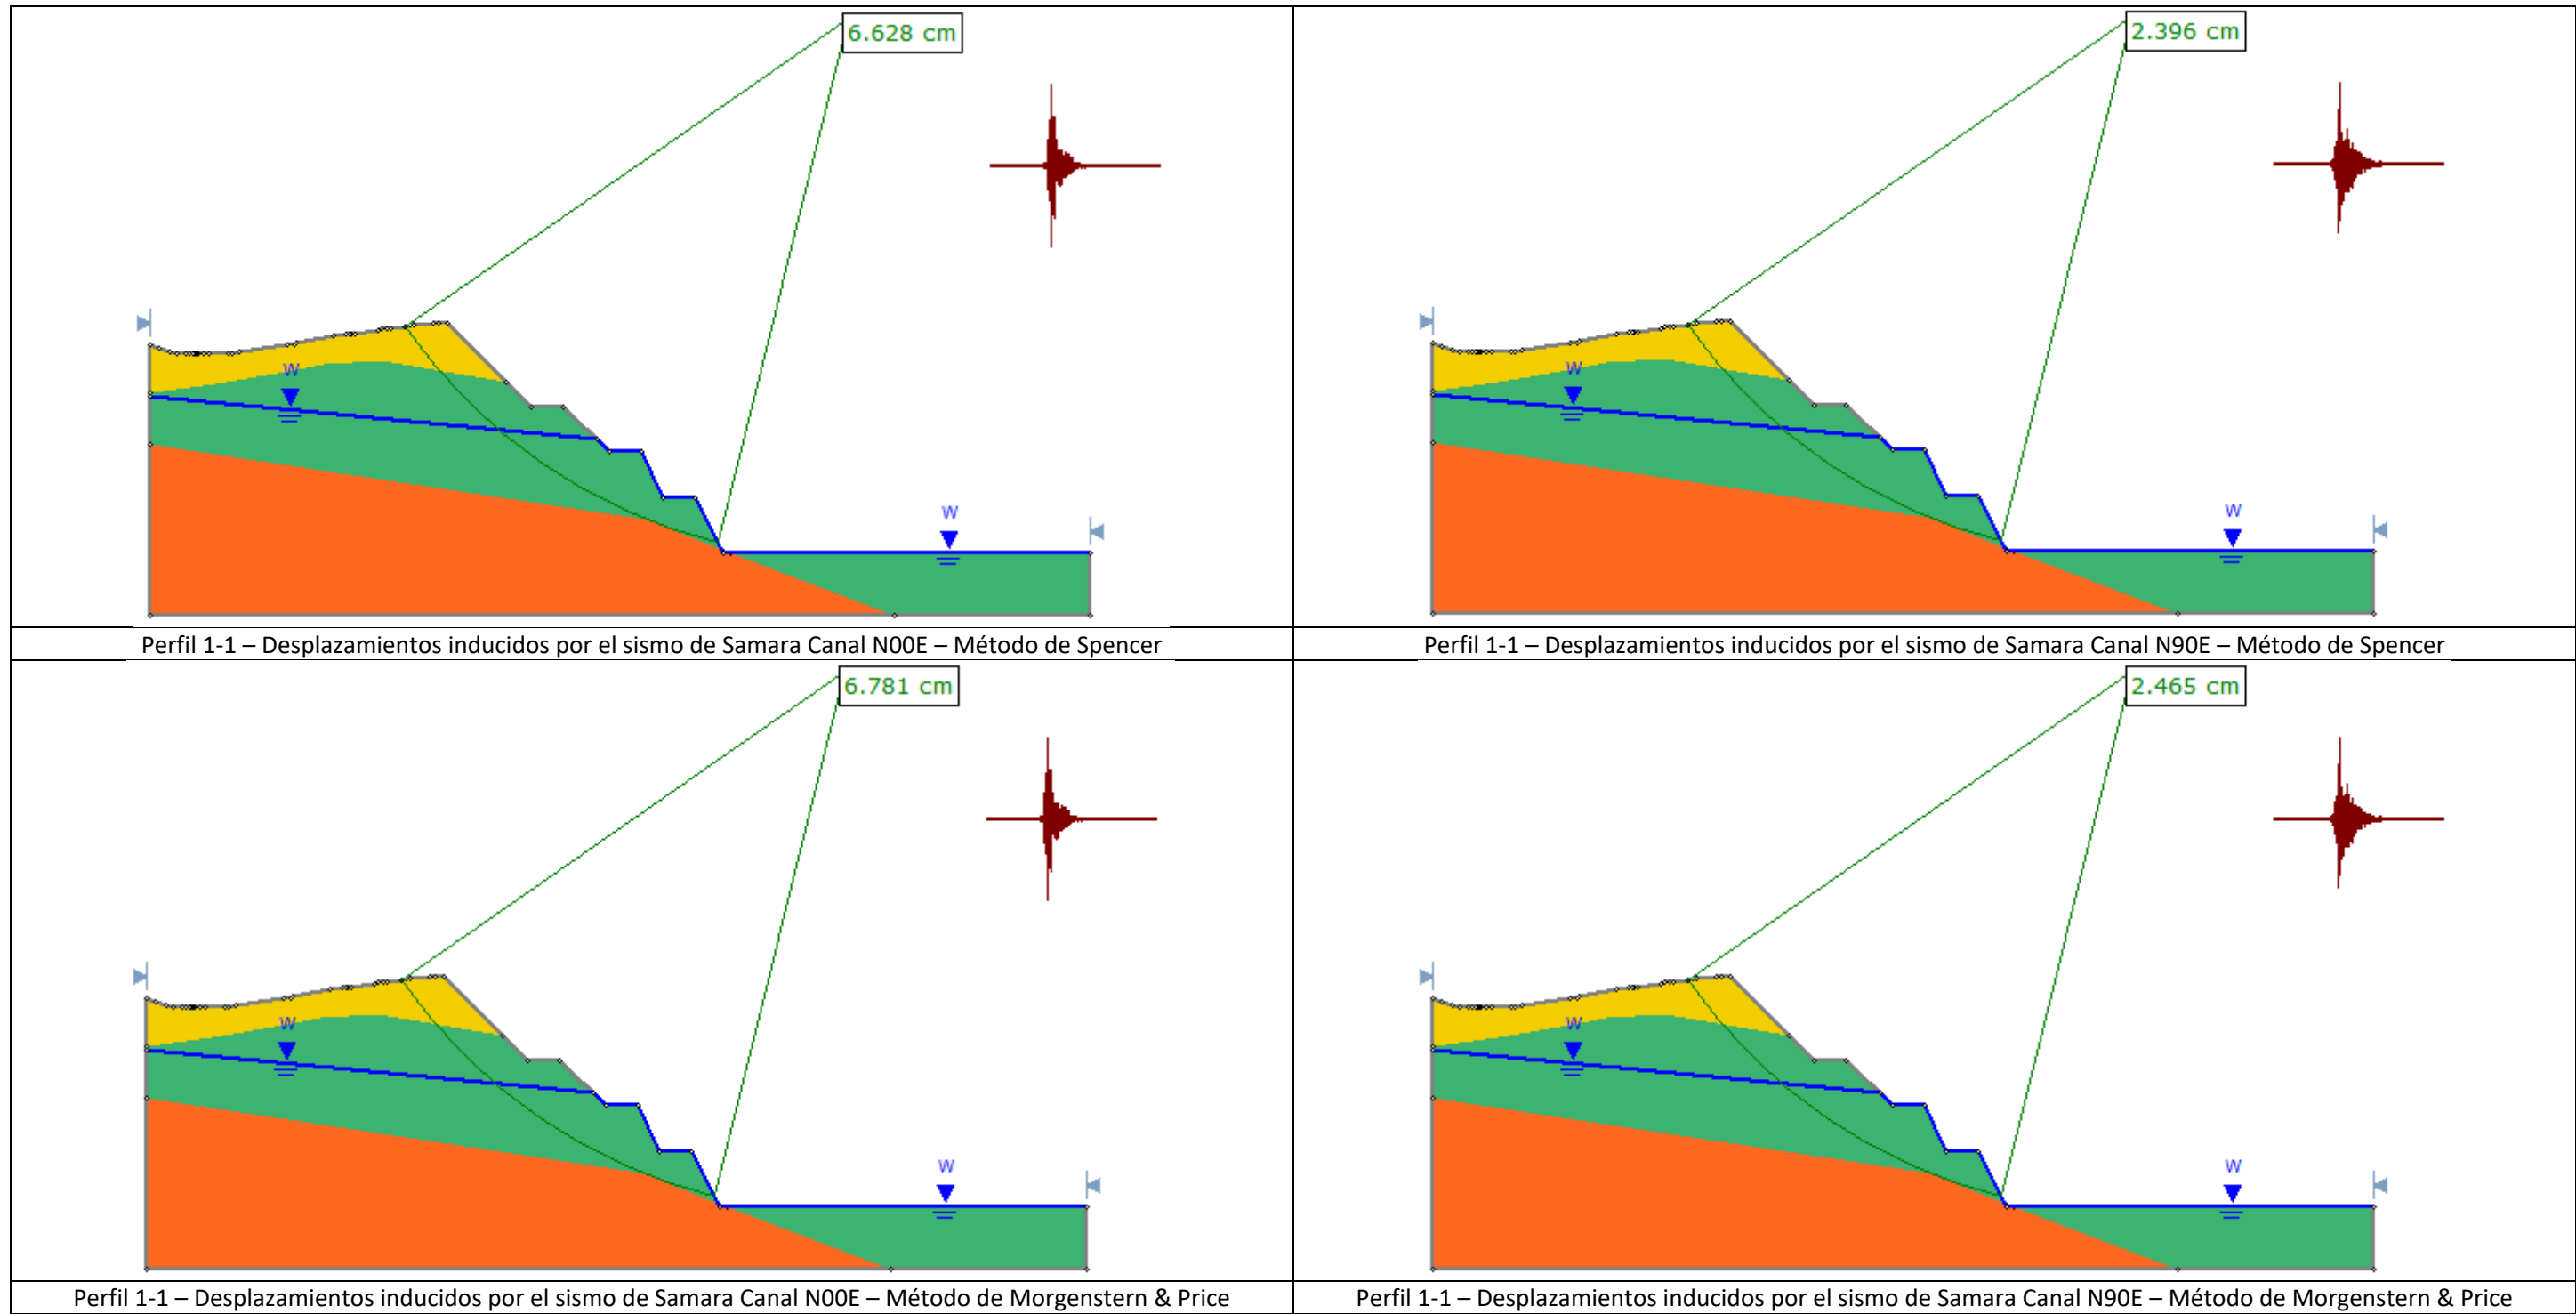 6.628 cm
W
W
Perfil 1-1 – Desplazamientos inducidos por el sismo de Samara Canal N00E – Método de Spencer
2.396 cm
W
W
Perfil 1-1 – Desplazamientos inducidos por el sismo de Samara Canal N90E – Método de Spencer
6.781 cm
W
W
Perfil 1-1 – Desplazamientos inducidos por el sismo de Samara Canal N00E – Método de Morgenstern & Price
2.465 cm
W
W
Perfil 1-1 – Desplazamientos inducidos por el sismo de Samara Canal N90E – Método de Morgenstern & Price